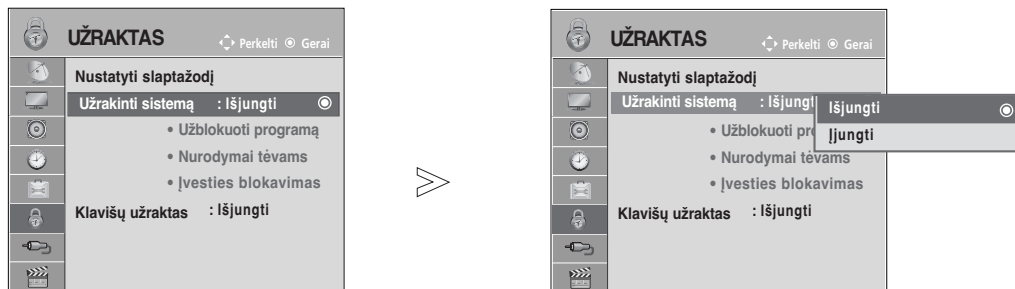 UŽRAKTAS
Perkelti Gerai
Nustatyti slaptažodį
Užrakinti sistemą : Išjungti
• Užblokuoti programą
• Nurodymai tėvams
• Įvesties blokavimas
Klavišų užraktas : Išjungti
UŽRAKTAS
Perkelti Gerai
Nustatyti slaptažodį
Užrakinti sistemą : Išjungt
Išjungti
Įjungti
• Užblokuoti pro
• Nurodymai tėvams
• Įvesties blokavimas
Klavišų užraktas : Išjungti